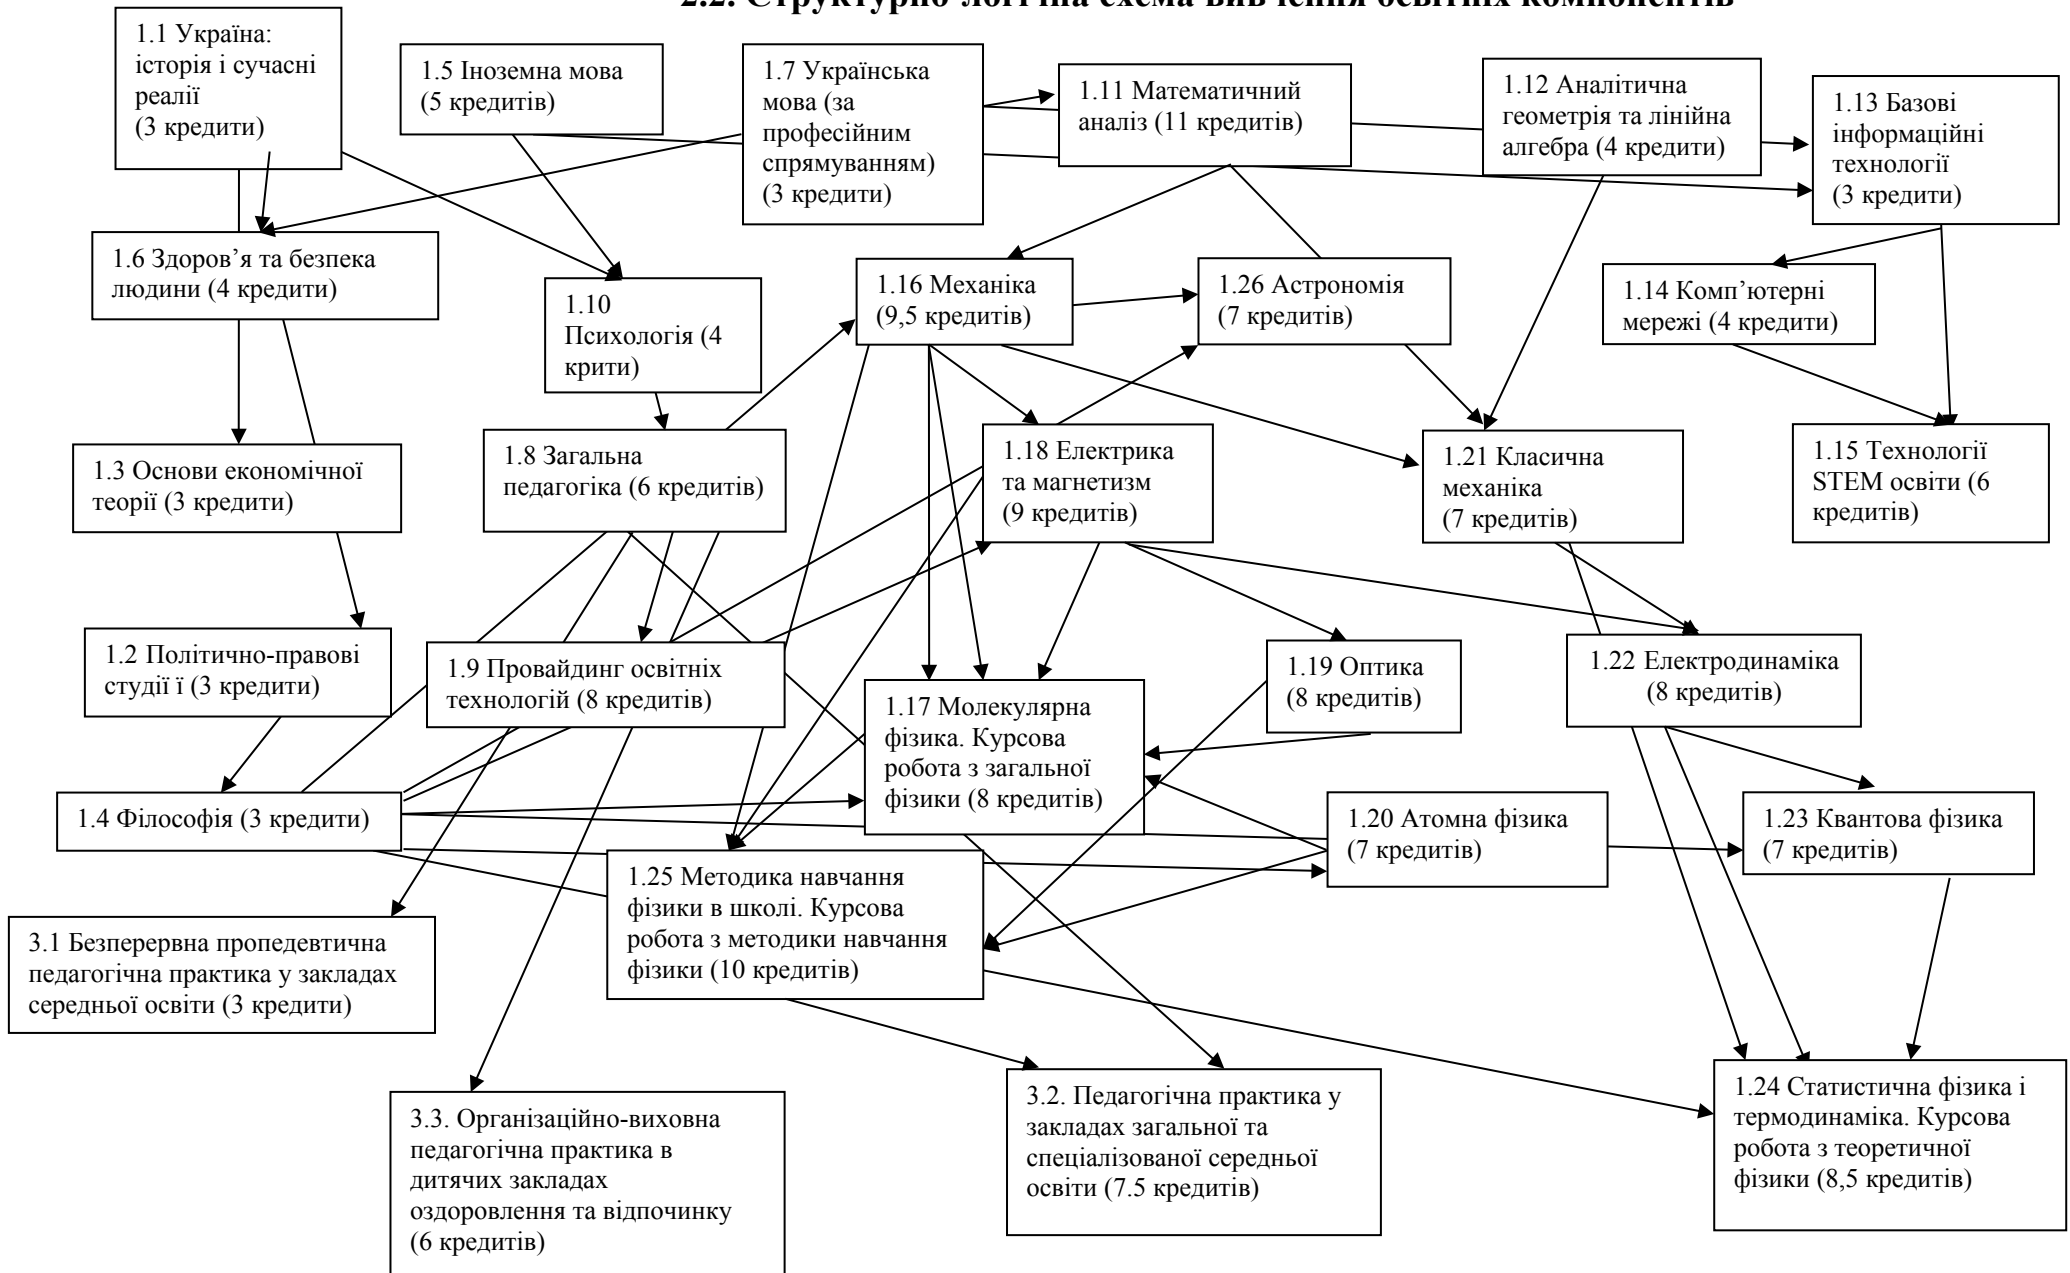 2.2. Структурно-логічна схема вивчення освітніх компонентів
1.1 Україна:
історія і сучасні
реалії
(3 кредити)
1.5 Іноземна мова
(5 кредитів)
1.7 Українська
мова (за
професійним
спрямуванням)
(3 кредити)
1.11 Математичний
аналіз (11 кредитів)
1.12 Аналітична
геометрія та лінійна
алгебра (4 кредити)
1.13 Базові
інформаційні
технології
(3 кредити)
1.6 Здоров’я та безпека
людини (4 кредити)
1.10
Психологія (4
крити)
1.16 Механіка
(9,5 кредитів)
1.26 Астрономія
(7 кредитів)
1.14 Комп’ютерні
мережі (4 кредити)
1.3 Основи економічної
теорії (3 кредити)
1.8 Загальна
педагогіка (6 кредитів)
1.18 Електрика
та магнетизм
(9 кредитів)
1.21 Класична
механіка
(7 кредитів)
1.15 Технології
STEM освіти (6
кредитів)
1.2 Політично-правові
студії ї (3 кредити)
1.9 Провайдинг освітніх
технологій (8 кредитів)
1.17 Молекулярна
фізика. Курсова
робота з загальної
фізики (8 кредитів)
1.19 Оптика
(8 кредитів)
1.22 Електродинаміка
(8 кредитів)
1.4 Філософія (3 кредити)
1.25 Методика навчання
фізики в школі. Курсова
робота з методики навчання
фізики (10 кредитів)
1.20 Атомна фізика
(7 кредитів)
1.23 Квантова фізика
(7 кредитів)
3.1 Безперервна пропедевтична
педагогічна практика у закладах
середньої освіти (3 кредити)
3.3. Організаційно-виховна
педагогічна практика в
дитячих закладах
оздоровлення та відпочинку
(6 кредитів)
3.2. Педагогічна практика у
закладах загальної та
спеціалізованої середньої
освіти (7.5 кредитів)
1.24 Статистична фізика і
термодинаміка. Курсова
робота з теоретичної
фізики (8,5 кредитів)